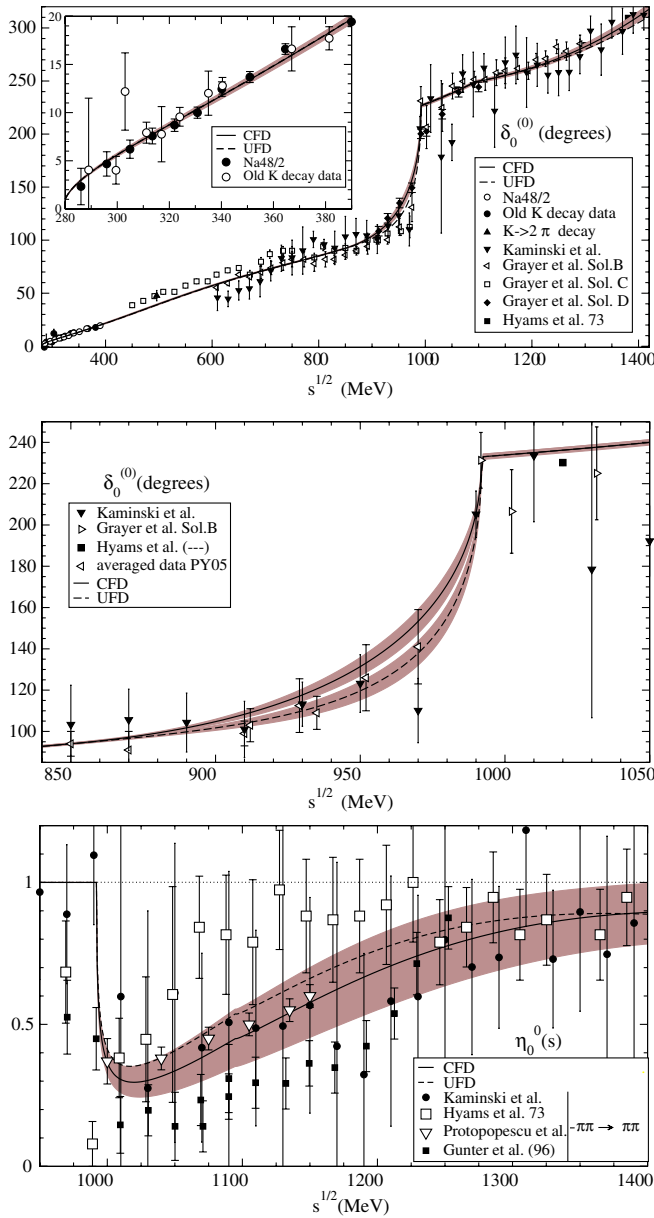 20
15
10
5
0
280
300
320
340
360
380
CFD
UFD
Na48/2
Old K decay data
300
250
200
150
100
50
0
δ₀⁽⁰⁾ (degrees)
CFD
UFD
Na48/2
Old K decay data
K->2 π decay
Kaminski et al.
Grayer et al. Sol.B
Grayer et al. Sol. C
Grayer et al. Sol. D
Hyams et al. 73
400
600
800
1000
1200
1400
s^{1/2} (MeV)
240
220
200
180
160
140
120
100
δ₀⁽⁰⁾(degrees)
Kaminski et al.
Grayer et al. Sol.B
Hyams et al. (---)
averaged data PY05
CFD
UFD
850
900
950
1000
1050
s^{1/2} (MeV)
1
0.5
0
η₀⁰(s)
CFD
UFD
Kaminski et al.
Hyams et al. 73
Protopopescu et al.
Gunter et al. (96)
-ππ → ππ
1000
1100
1200
1300
1400
s^{1/2}(MeV)